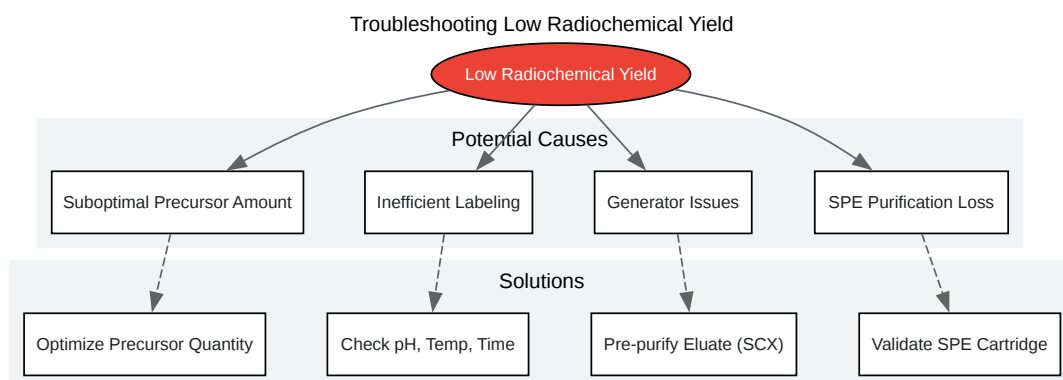 Troubleshooting Low Radiochemical Yield
Low Radiochemical Yield
Potential Causes
Suboptimal Precursor Amount
Inefficient Labeling
Generator Issues
SPE Purification Loss
Solutions
Optimize Precursor Quantity
Check pH, Temp, Time
Pre-purify Eluate (SCX)
Validate SPE Cartridge